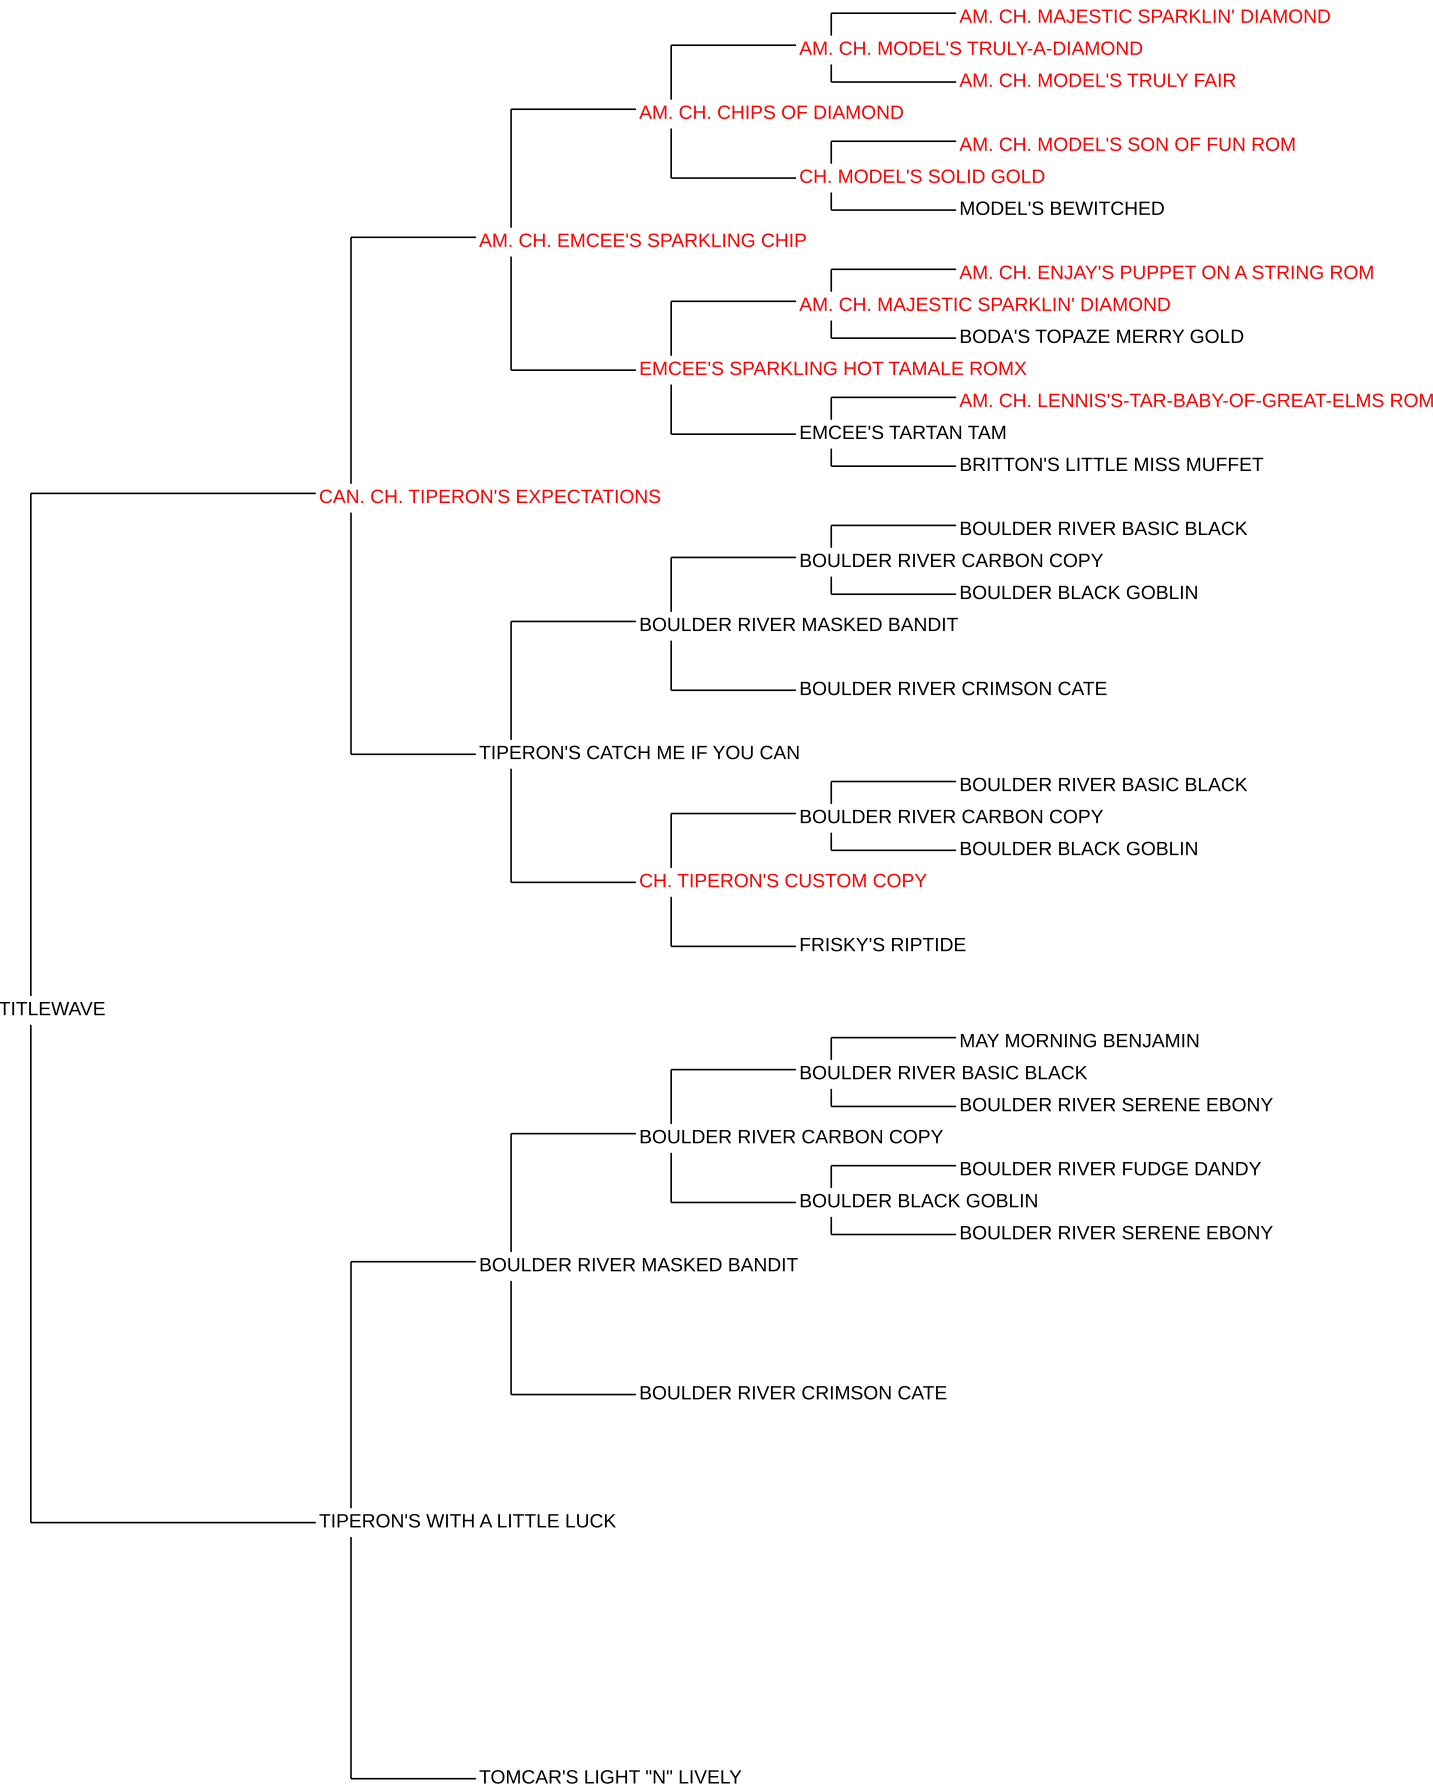 AM. CH. MAJESTIC SPARKLIN' DIAMOND
AM. CH. MODEL'S TRULY-A-DIAMOND
AM. CH. MODEL'S TRULY FAIR
AM. CH. CHIPS OF DIAMOND
AM. CH. MODEL'S SON OF FUN ROM
CH. MODEL'S SOLID GOLD
MODEL'S BEWITCHED
AM. CH. EMCEE'S SPARKLING CHIP
AM. CH. ENJAY'S PUPPET ON A STRING ROM
AM. CH. MAJESTIC SPARKLIN' DIAMOND
BODA'S TOPAZE MERRY GOLD
EMCEE'S SPARKLING HOT TAMALE ROMX
AM. CH. LENNIS'S-TAR-BABY-OF-GREAT-ELMS ROM
EMCEE'S TARTAN TAM
BRITTON'S LITTLE MISS MUFFET
CAN. CH. TIPERON'S EXPECTATIONS
BOULDER RIVER BASIC BLACK
BOULDER RIVER CARBON COPY
BOULDER BLACK GOBLIN
BOULDER RIVER MASKED BANDIT
BOULDER RIVER CRIMSON CATE
TIPERON'S CATCH ME IF YOU CAN
BOULDER RIVER BASIC BLACK
BOULDER RIVER CARBON COPY
BOULDER BLACK GOBLIN
CH. TIPERON'S CUSTOM COPY
FRISKY'S RIPTIDE
TITLEWAVE
MAY MORNING BENJAMIN
BOULDER RIVER BASIC BLACK
BOULDER RIVER SERENE EBONY
BOULDER RIVER CARBON COPY
BOULDER RIVER FUDGE DANDY
BOULDER BLACK GOBLIN
BOULDER RIVER SERENE EBONY
BOULDER RIVER MASKED BANDIT
BOULDER RIVER CRIMSON CATE
TIPERON'S WITH A LITTLE LUCK
TOMCAR'S LIGHT "N" LIVELY